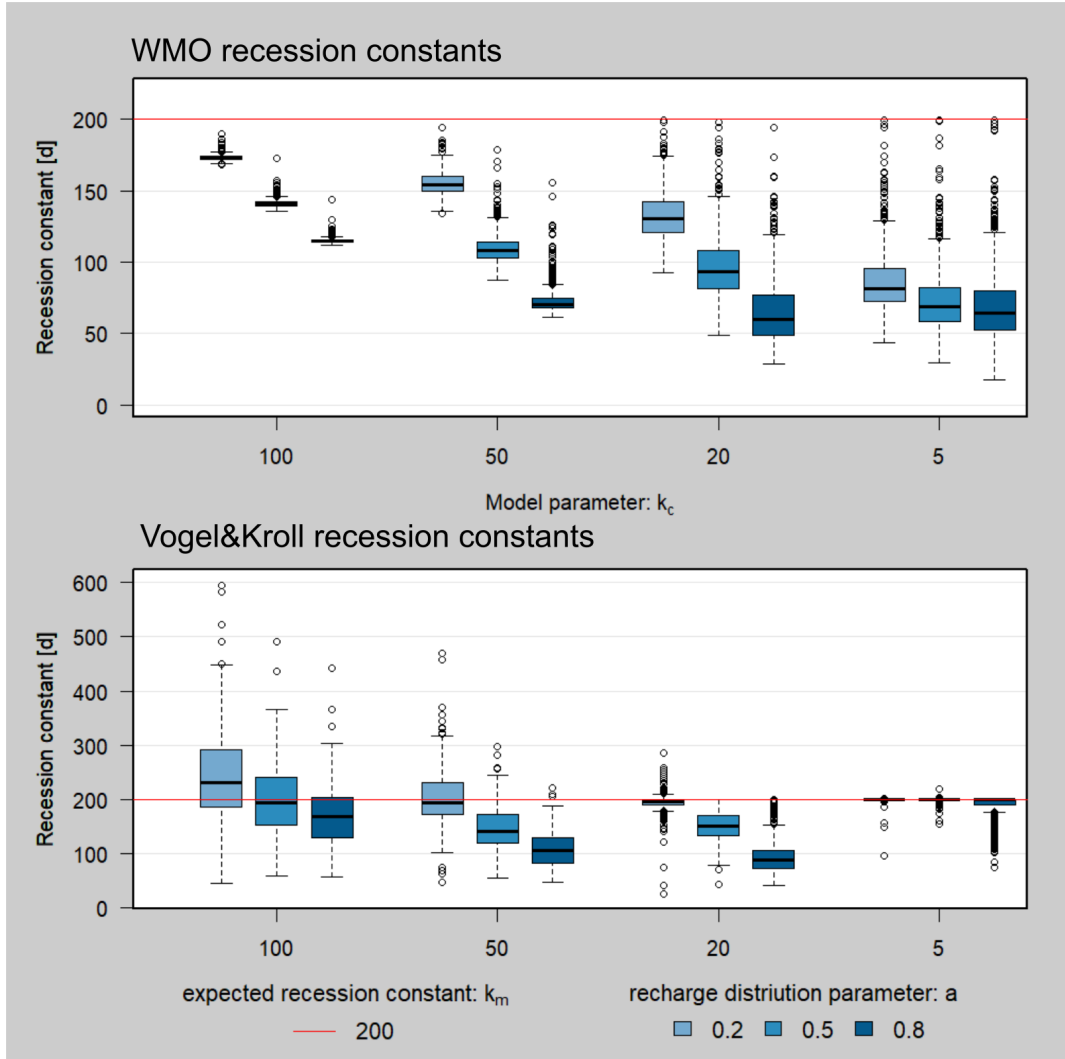 WMO recession constants
Recession constant [d]
200
150
100
50
0
100 50 20 5
Model parameter: k_c
Vogel&Kroll recession constants
Recession constant [d]
600
500
400
300
200
100
0
100 50 20 5
expected recession constant: k_m
200
recharge distriution parameter: a
0.2 0.5 0.8